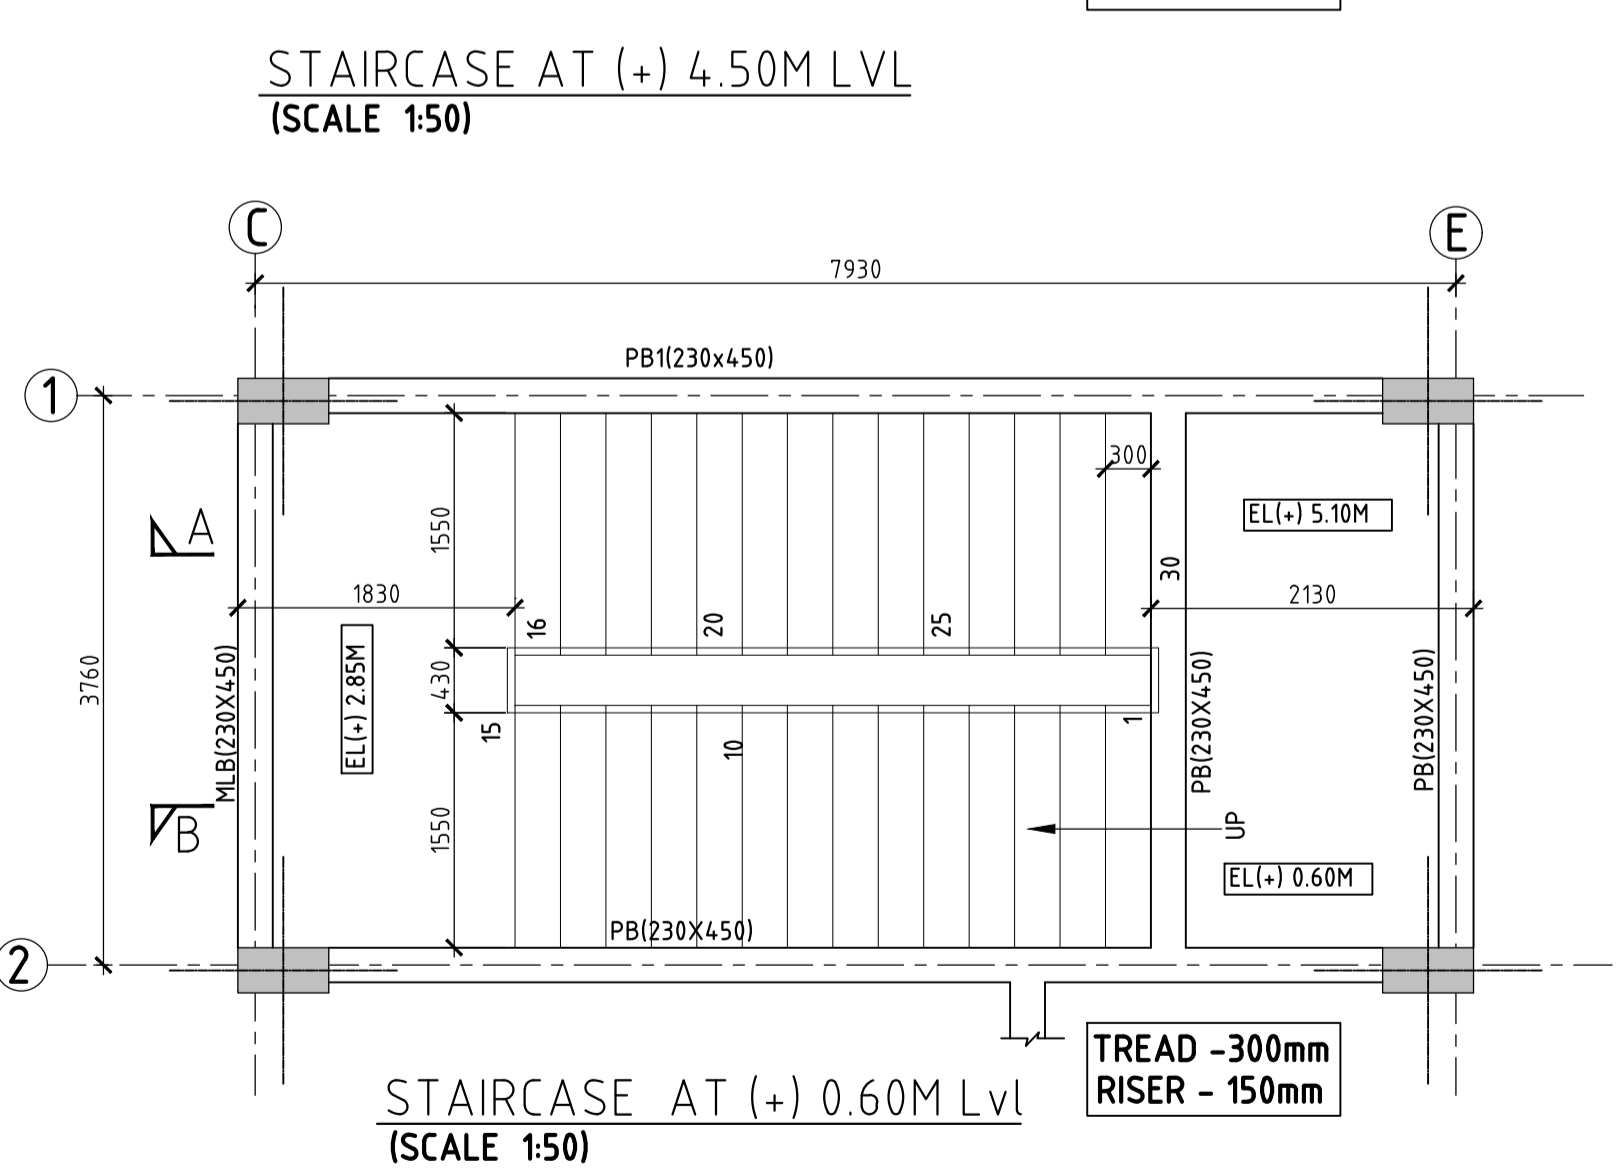 STAIRCASE AT (+) 4.50M LVL
(SCALE 1:50)
C
E
7930
PB1(230x450)
1
300
EL(+) 5.10M
A
1550
30
1830
2130
16
20
25
3760
MLB(230X450)
EL(+) 2.85M
430
PB(230X450)
PB(230X450)
15
10
1
B
1550
UP
EL(+) 0.60M
PB(230X450)
2
TREAD -300mm
RISER - 150mm
STAIRCASE AT (+) 0.60M Lvl
(SCALE 1:50)